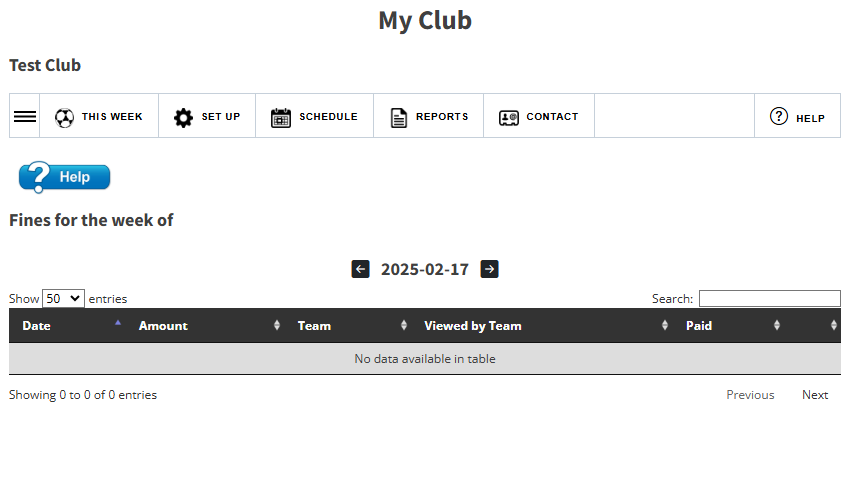 My Club
Test Club
THIS WEEK SET UP SCHEDULE REPORTS CONTACT ? HELP
? Help
Fines for the week of
2025-02-17
Show 50 entries Search:
Date Amount Team Viewed by Team Paid
No data available in table
Showing 0 to 0 of 0 entries Previous Next